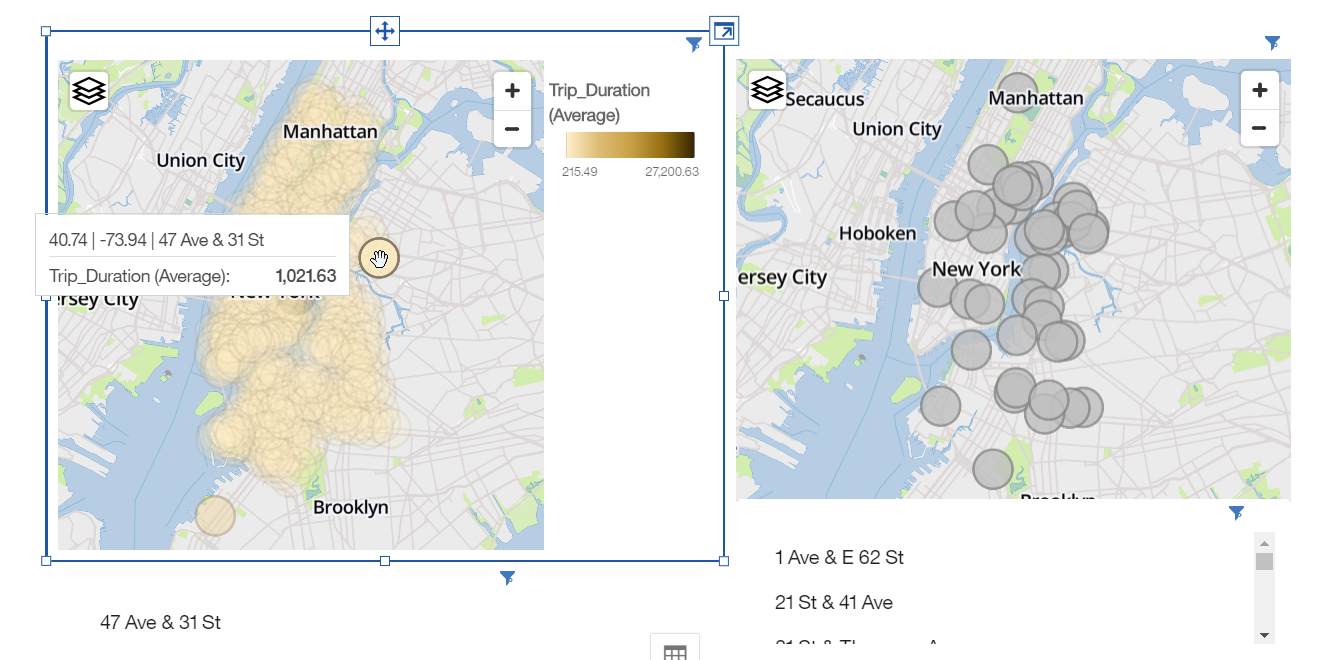 Trip_Duration
(Average)
215.49
27,200.63
Manhattan
Union City
40.74 | -73.94 | 47 Ave & 31 St
Trip_Duration (Average): 1,021.63
ersey City
New York
Brooklyn
47 Ave & 31 St
Secaucus
Manhattan
Union City
Hoboken
New York
ersey City
Brooklyn
1 Ave & E 62 St
21 St & 41 Ave